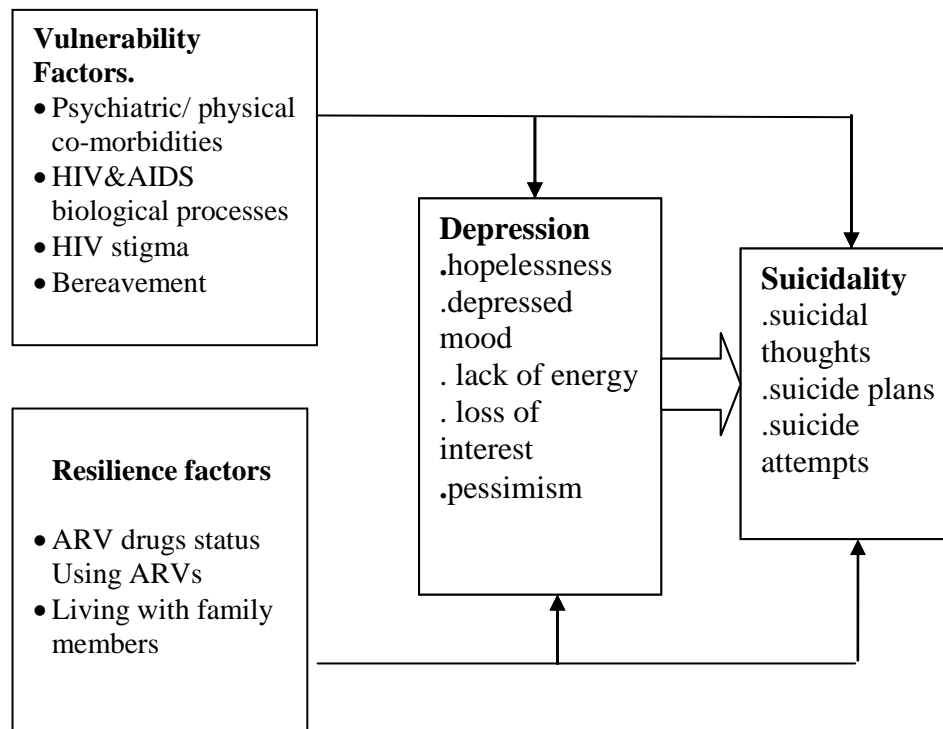 Vulnerability
Factors.
• Psychiatric/ physical
co-morbidities
• HIV&AIDS
biological processes
• HIV stigma
• Bereavement
Depression
.hopelessness
.depressed
mood
. lack of energy
. loss of
interest
.pessimism
Suicidality
.suicidal
thoughts
.suicide plans
.suicide
attempts
Resilience factors
• ARV drugs status
Using ARVs
• Living with family
members